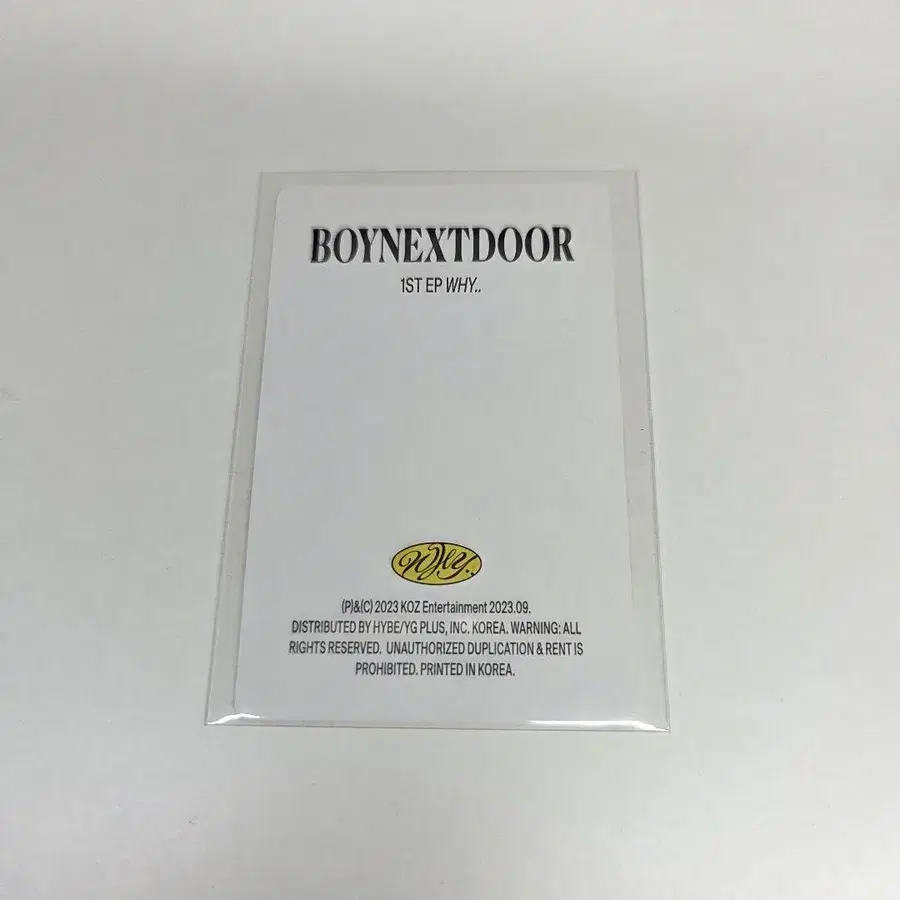 BOYNEXTDOOR
1ST EP WHY..
WHY..
(P)&(C) 2023 KOZ Entertainment 2023.09.
DISTRIBUTED BY HYBE/YG PLUS, INC. KOREA. WARNING: ALL
RIGHTS RESERVED. UNAUTHORIZED DUPLICATION & RENT IS
PROHIBITED. PRINTED IN KOREA.